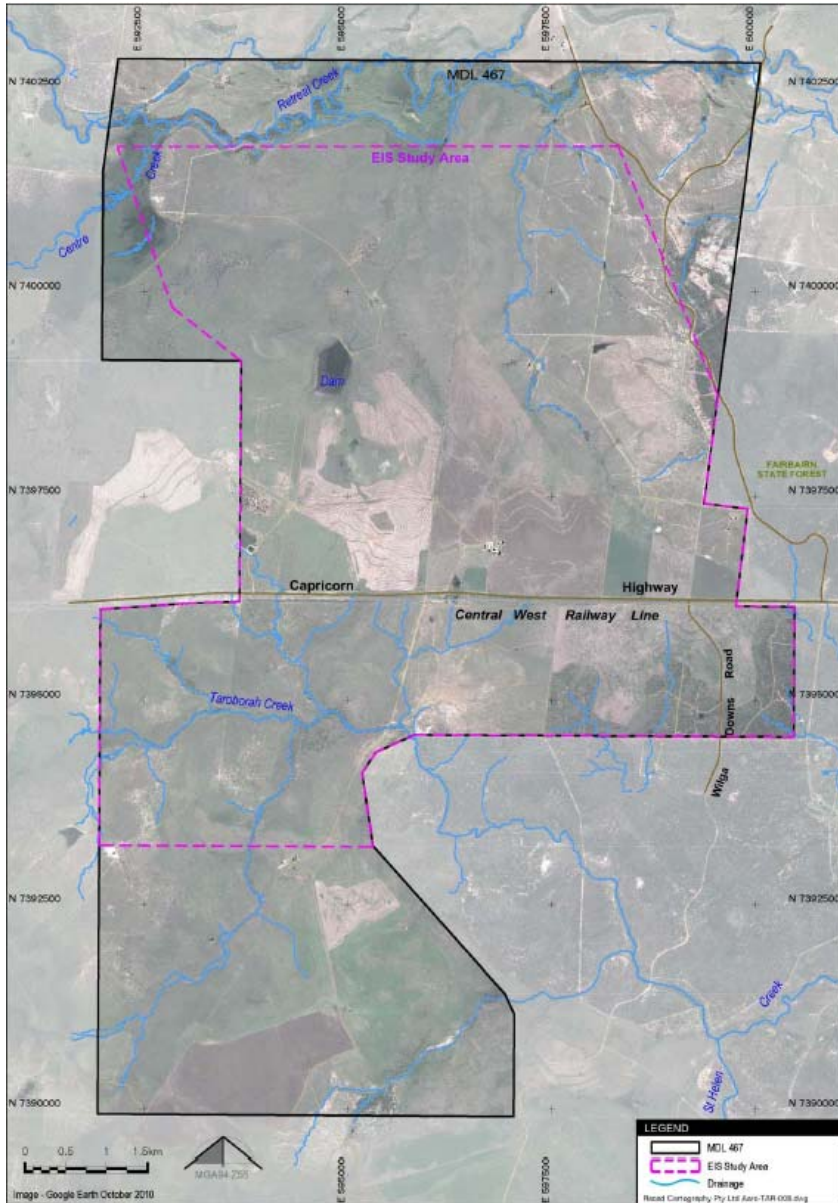 E 592500
E 595000
E 597500
E 600000
N 7402500
MDL 467
N 7402500
Retreat Creek
EIS Study Area
Creek
Centre
N 7400000
N 7400000
Dam
N 7397500
N 7397500
FAIRBAIRN
STATE FOREST
Capricorn Highway
Central West Railway Line
N 7395000
N 7395000
Taroborah Creek
Wilga Downs Road
N 7392500
N 7392500
Creek
St Helen
N 7390000
N 7390000
0 0.5 1 1.5km
MGA94 Z55
E 595000
E 597500
LEGEND
MDL 467
EIS Study Area
Drainage
Image - Google Earth October 2010